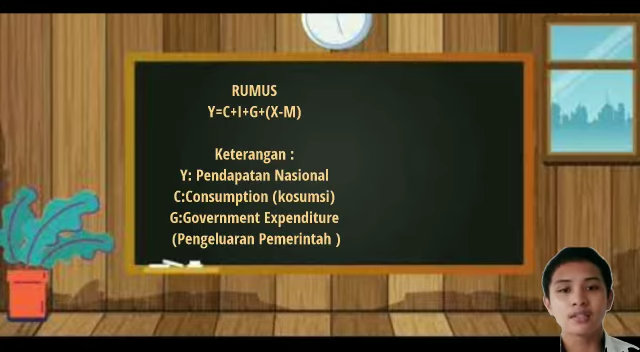 RUMUS
Y=C+I+G+(X-M)
Keterangan :
Y: Pendapatan Nasional
C:Consumption (kosumsi)
G:Government Expenditure
(Pengeluaran Pemerintah )